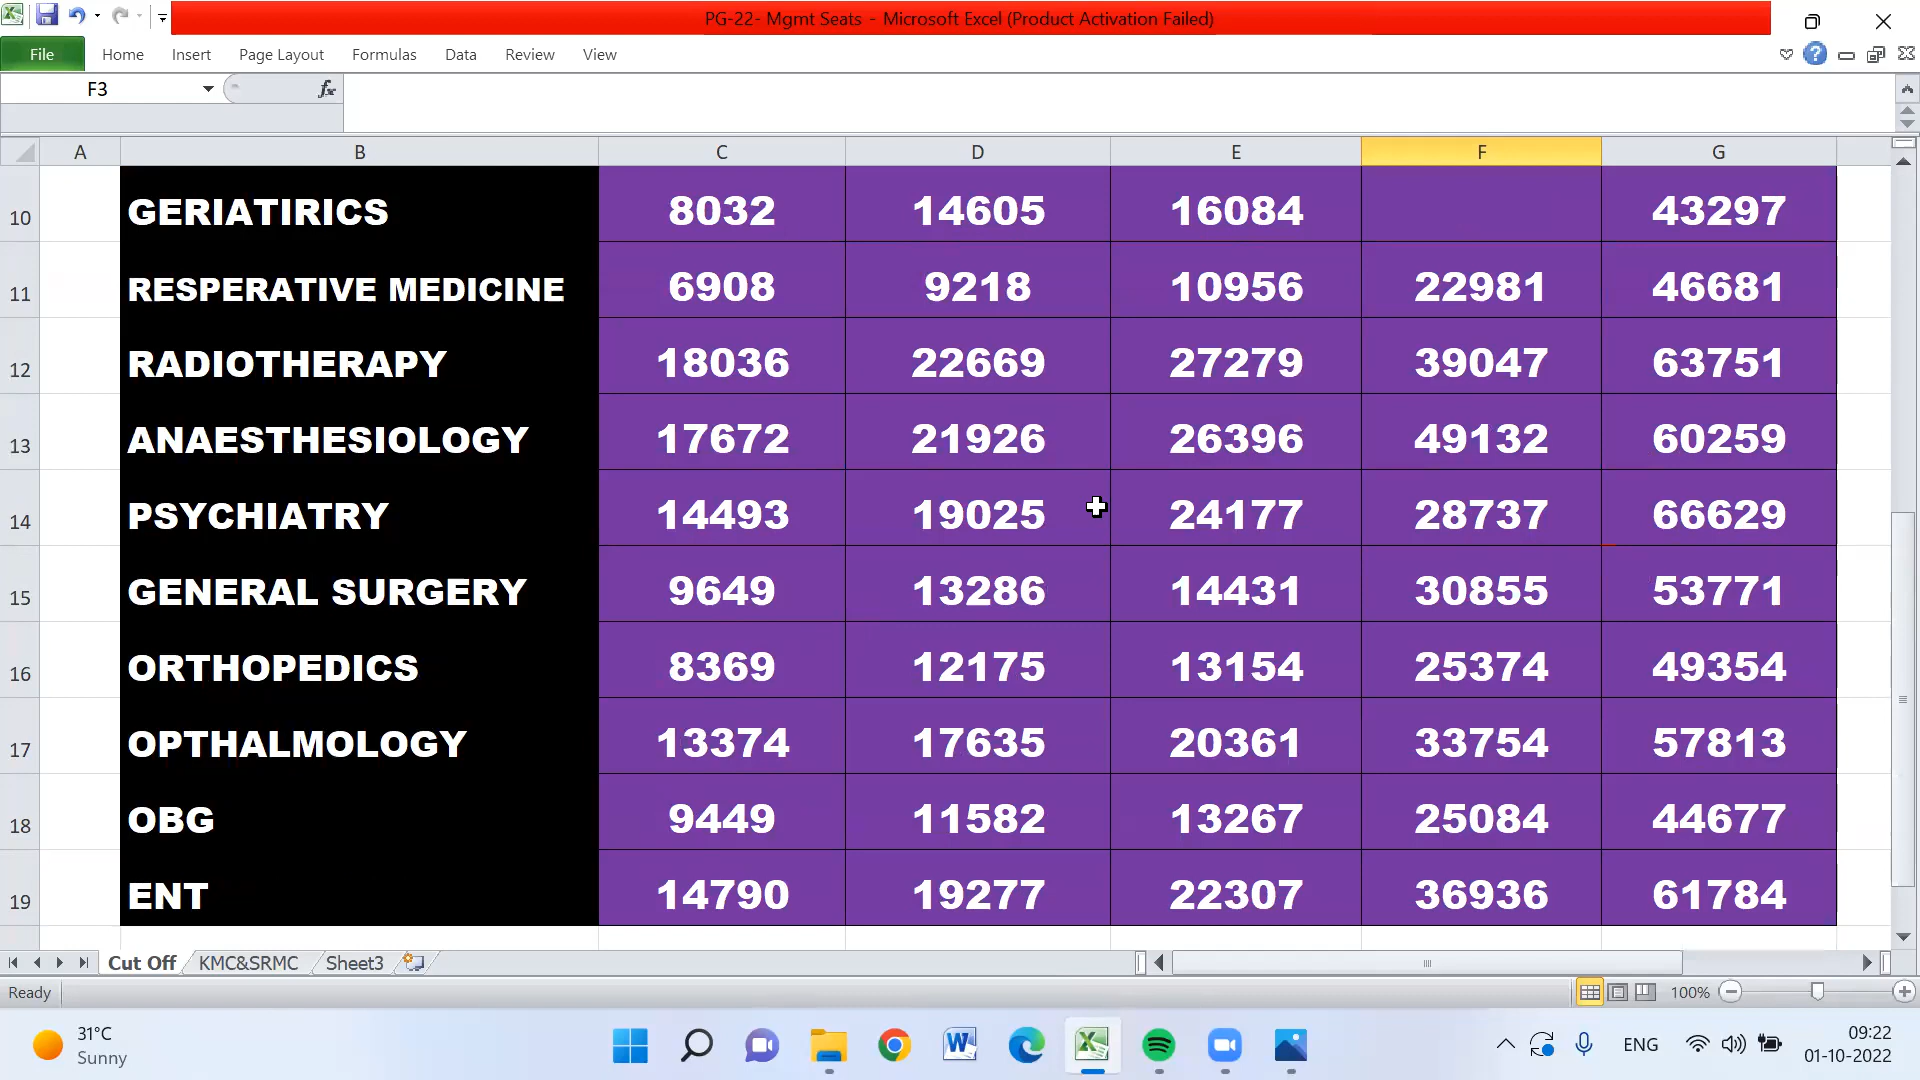 PG-22- Mgmt Seats - Microsoft Excel (Product Activation Failed)
File Home Insert Page Layout Formulas Data Review View
F3 fx
A B C D E F G
10 GERIATIRICS 8032 14605 16084 43297
11 RESPERATIVE MEDICINE 6908 9218 10956 22981 46681
12 RADIOTHERAPY 18036 22669 27279 39047 63751
13 ANAESTHESIOLOGY 17672 21926 26396 49132 60259
14 PSYCHIATRY 14493 19025 24177 28737 66629
15 GENERAL SURGERY 9649 13286 14431 30855 53771
16 ORTHOPEDICS 8369 12175 13154 25374 49354
17 OPTHALMOLOGY 13374 17635 20361 33754 57813
18 OBG 9449 11582 13267 25084 44677
19 ENT 14790 19277 22307 36936 61784
Cut Off KMC&SRMC Sheet3
Ready 100%
31°C
Sunny
ENG
09:22
01-10-2022